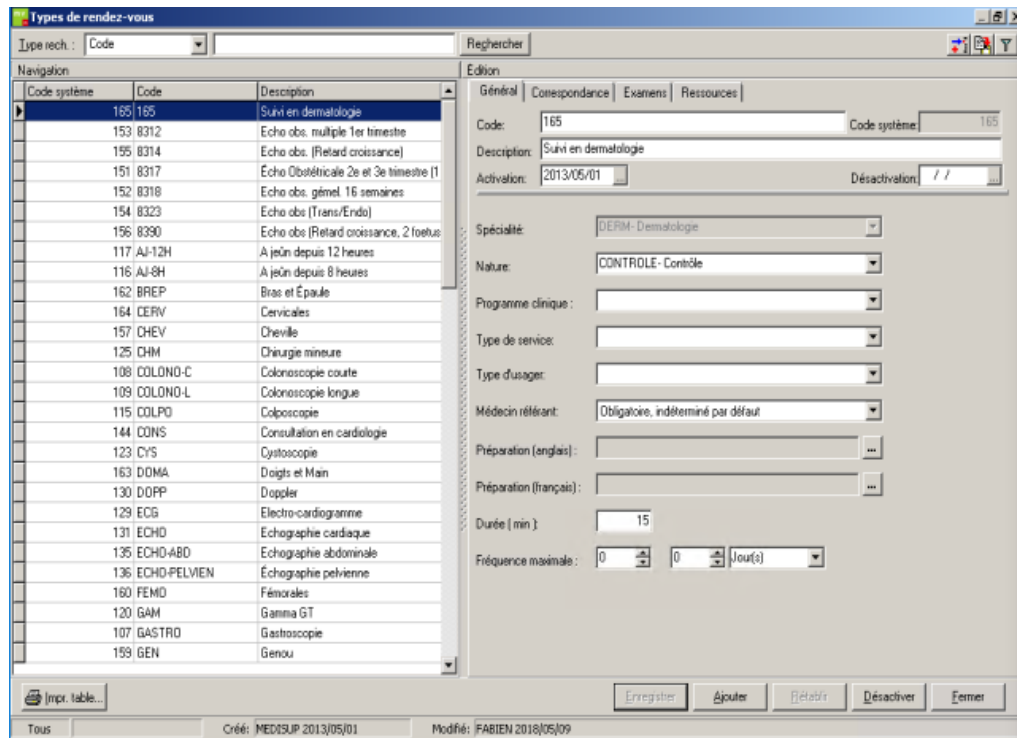 Types de rendez-vous
Type rech. : Code Rechercher
Navigation
Code système Code Description
165 165 Suivi en dermatologie
153 8312 Echo obs. multiple 1er trimestre
155 8314 Echo obs. (Retard croissance)
151 8317 Écho Obstétricale 2e et 3e trimestre (1
152 8318 Echo obs. gémel. 16 semaines
154 8323 Echo obs (Trans/Endo)
156 8390 Echo obs (Retard croissance, 2 foetus
117 AJ-12H A jeûn depuis 12 heures
116 AJ-8H A jeûn depuis 8 heures
162 BREP Bras et Épaule
164 CERV Cervicales
157 CHEV Cheville
125 CHM Chirurgie mineure
108 COLONO-C Colonoscopie courte
109 COLONO-L Colonoscopie longue
115 COLPO Colposcopie
144 CONS Consultation en cardiologie
123 CYS Cystoscopie
163 DOMA Doigts et Main
130 DOPP Doppler
129 ECG Electro-cardiogramme
131 ECHO Echographie cardiaque
135 ECHO-ABD Echographie abdominale
136 ECHO-PELVIEN Échographie pelvienne
160 FEMO Fémorales
120 GAM Gamma GT
107 GASTRO Gastroscopie
159 GEN Genou
Edition
Général Correspondance Examens Ressources
Code: 165 Code système: 165
Description: Suivi en dermatologie
Activation: 2013/05/01 ... Désactivation: / / ...
Spécialité: DERM- Dermatologie
Nature: CONTROLE- Contrôle
Programme clinique :
Type de service:
Type d'usager:
Médecin référant: Obligatoire, indéterminé par défaut
Préparation (anglais) : ...
Préparation (français) : ...
Durée ( min ): 15
Fréquence maximale : 0 0 Jour(s)
Impr. table... Enregistrer Ajouter Rétablir Désactiver Fermer
Tous Créé: MEDISUP 2013/05/01 Modifié: FABIEN 2018/05/09